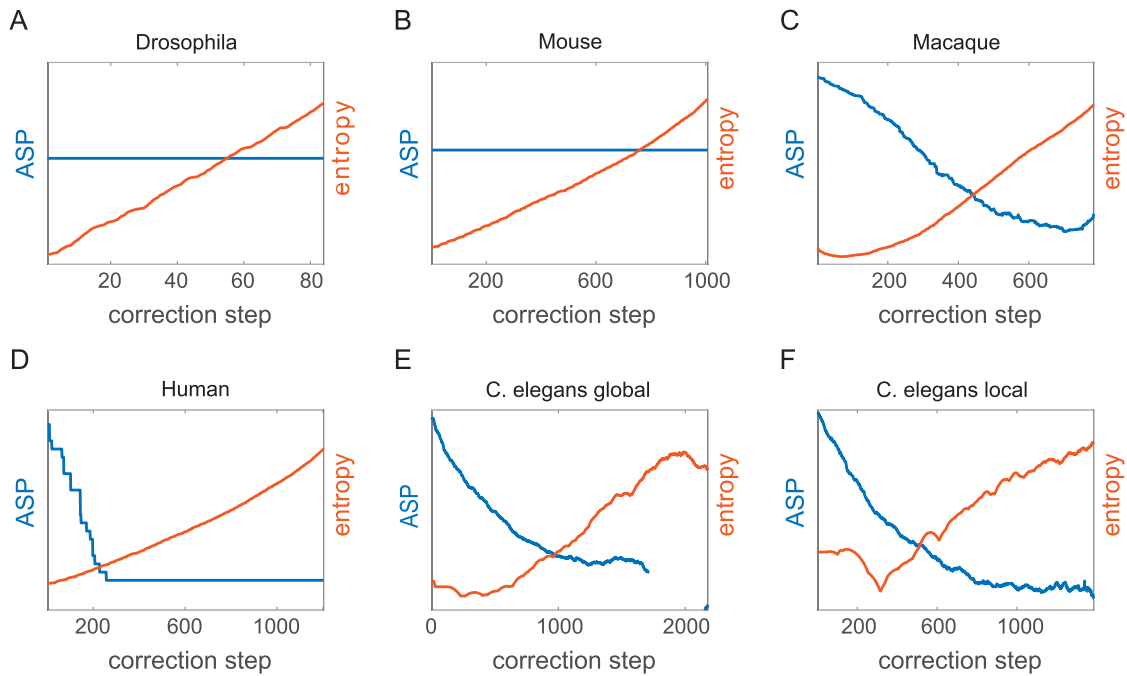 A
Drosophila
ASP
entropy
20 40 60 80
correction step
B
Mouse
ASP
entropy
200 600 1000
correction step
C
Macaque
ASP
entropy
200 400 600
correction step
D
Human
ASP
entropy
200 600 1000
correction step
E
C. elegans global
ASP
entropy
0 1000 2000
correction step
F
C. elegans local
ASP
entropy
200 600 1000
correction step